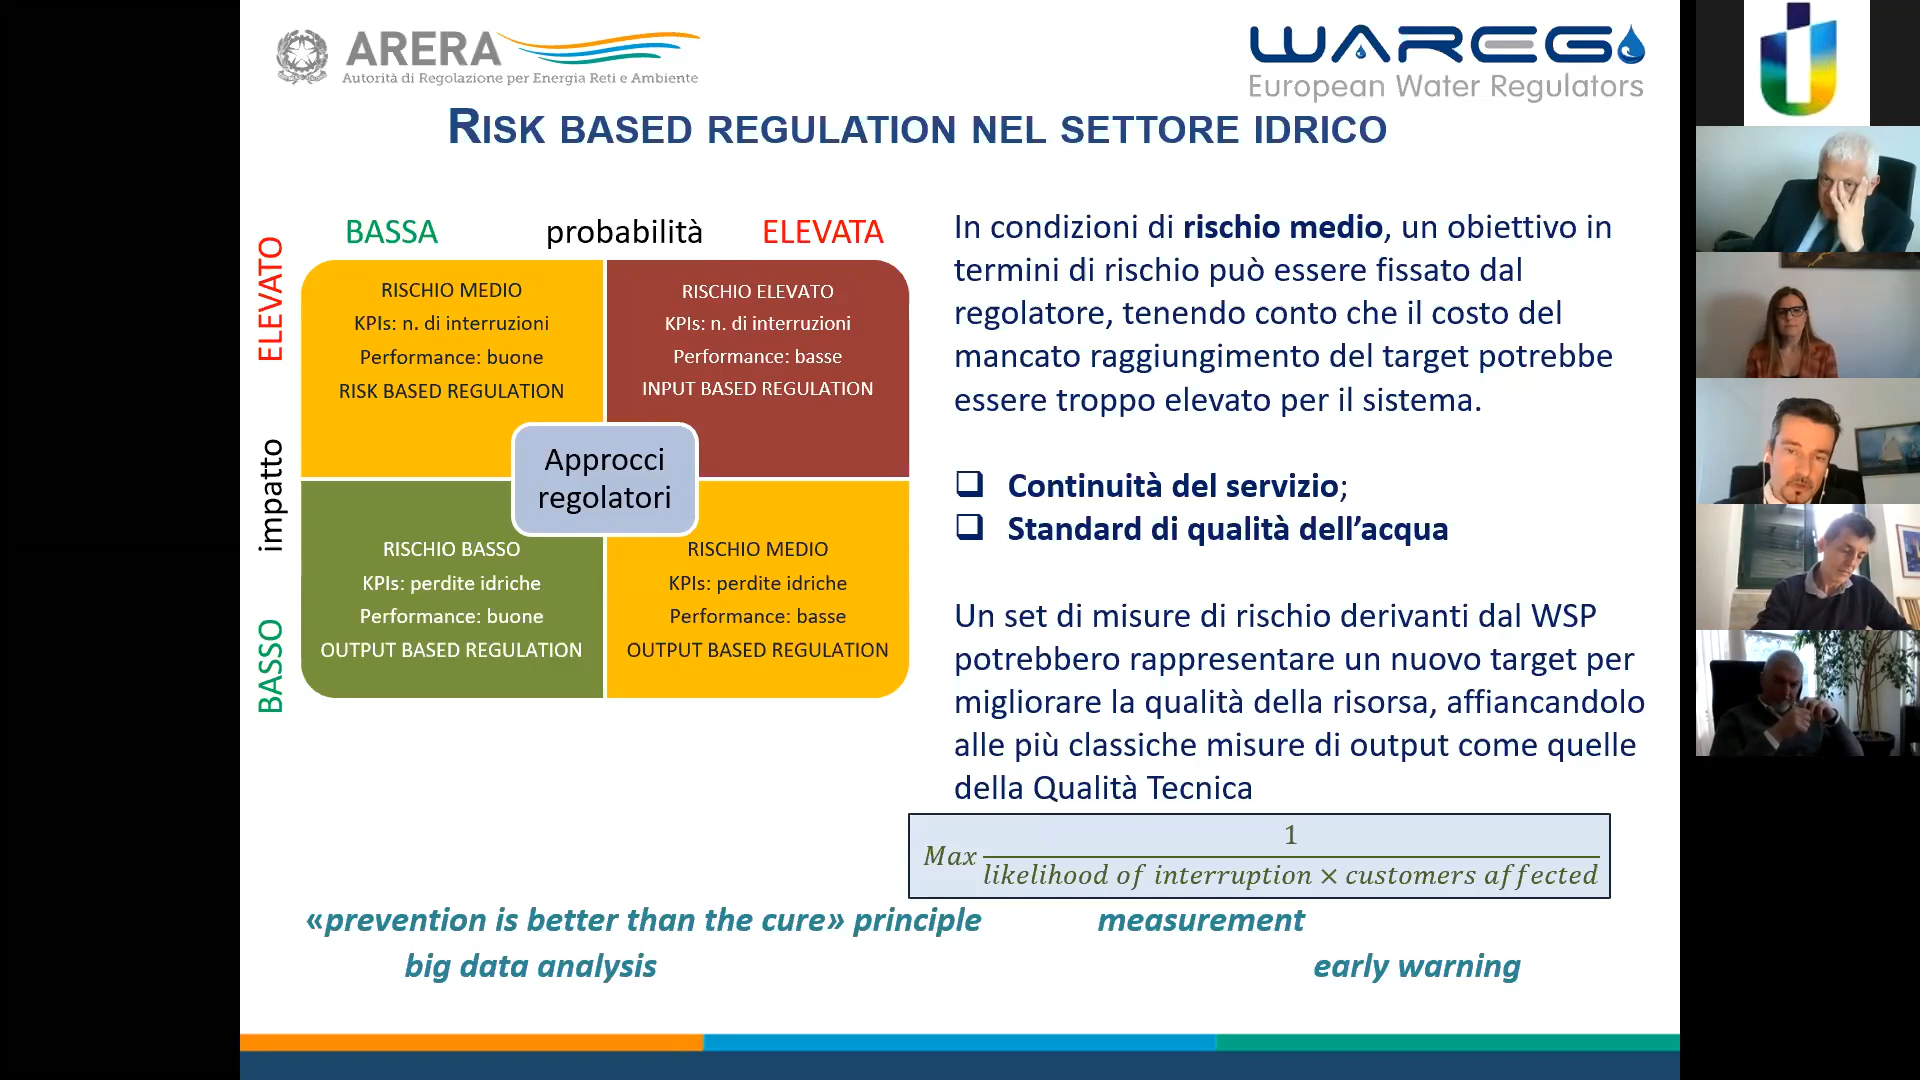 ARERA
Autorità di Regolazione per Energia Reti e Ambiente
WAREG
European Water Regulators
RISK BASED REGULATION NEL SETTORE IDRICO
BASSA probabilità ELEVATA
ELEVATO
impatto
BASSO
RISCHIO MEDIO
KPIs: n. di interruzioni
Performance: buone
RISK BASED REGULATION
RISCHIO ELEVATO
KPIs: n. di interruzioni
Performance: basse
INPUT BASED REGULATION
Approcci
regolatori
RISCHIO BASSO
KPIs: perdite idriche
Performance: buone
OUTPUT BASED REGULATION
RISCHIO MEDIO
KPIs: perdite idriche
Performance: basse
OUTPUT BASED REGULATION
In condizioni di rischio medio, un obiettivo in
termini di rischio può essere fissato dal
regolatore, tenendo conto che il costo del
mancato raggiungimento del target potrebbe
essere troppo elevato per il sistema.
❑ Continuità del servizio;
❑ Standard di qualità dell’acqua
Un set di misure di rischio derivanti dal WSP
potrebbero rappresentare un nuovo target per
migliorare la qualità della risorsa, affiancandolo
alle più classiche misure di output come quelle
della Qualità Tecnica
1
Max
likelihood of interruption × customers affected
«prevention is better than the cure» principle measurement
big data analysis early warning